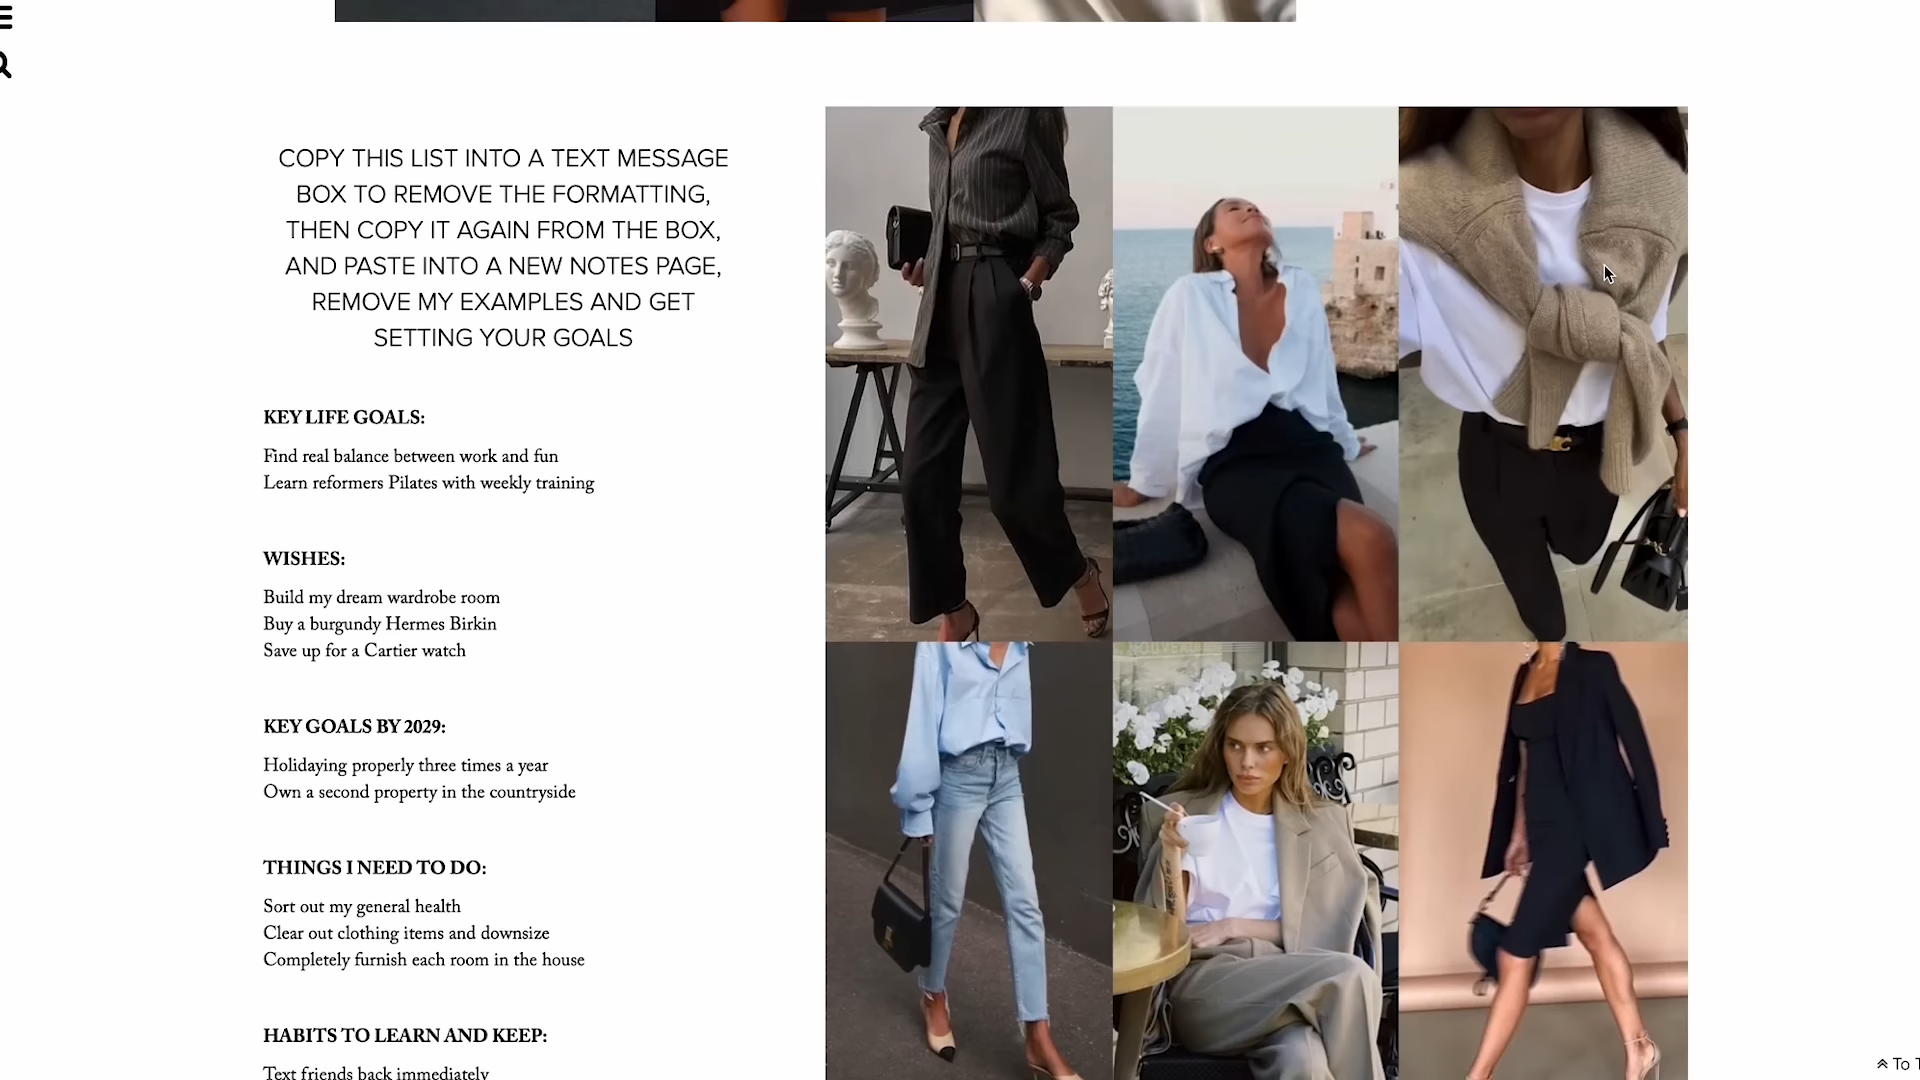 COPY THIS LIST INTO A TEXT MESSAGE
BOX TO REMOVE THE FORMATTING,
THEN COPY IT AGAIN FROM THE BOX,
AND PASTE INTO A NEW NOTES PAGE,
REMOVE MY EXAMPLES AND GET
SETTING YOUR GOALS
KEY LIFE GOALS:
Find real balance between work and fun
Learn reformers Pilates with weekly training
WISHES:
Build my dream wardrobe room
Buy a burgundy Hermes Birkin
Save up for a Cartier watch
KEY GOALS BY 2029:
Holidaying properly three times a year
Own a second property in the countryside
THINGS I NEED TO DO:
Sort out my general health
Clear out clothing items and downsize
Completely furnish each room in the house
HABITS TO LEARN AND KEEP:
Text friends back immediately
NOUVEAU
To T